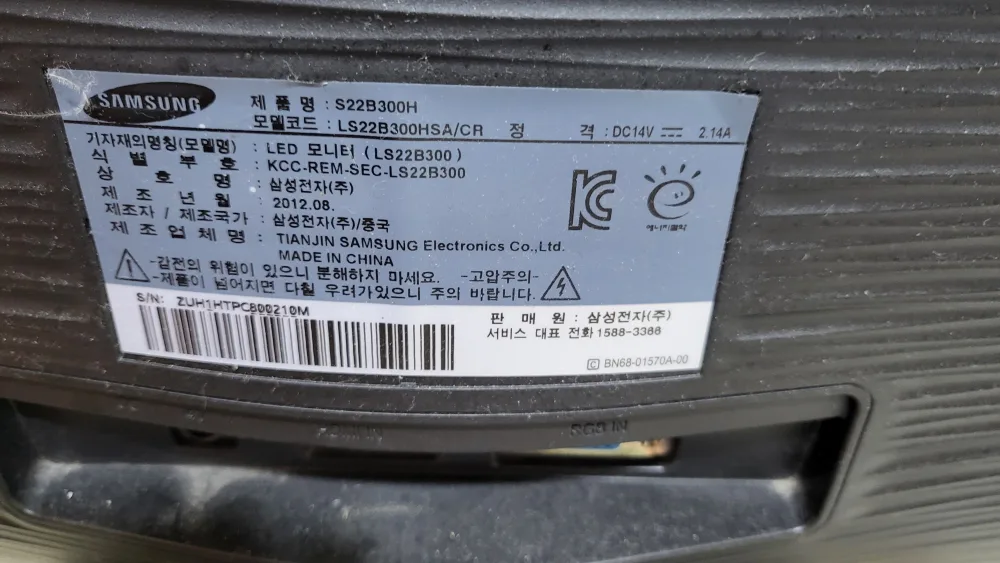 SAMSUNG
제 품 명 : S22B300H
모델코드 : LS22B300HSA/CR 정 격 : DC14V 2.14A
기자재의명칭(모델명) : LED 모니터 (LS22B300)
식 별 부 호 : KCC-REM-SEC-LS22B300
상 호 명 : 삼성전자(주)
제 조 년 월 : 2012.08.
제조자 / 제조국가 : 삼성전자(주)/중국
제 조 업 체 명 : TIANJIN SAMSUNG Electronics Co.,Ltd.
MADE IN CHINA
에너지절약
-감전의 위험이 있으니 분해하지 마세요. -고압주의-
-제품이 넘어지면 다칠 우려가있으니 주의 바랍니다.
S/N: ZUH1HTPC800210M
판 매 원 : 삼성전자(주)
서비스 대표 전화 1588-3366
C BN68-01570A-00
RGB IN